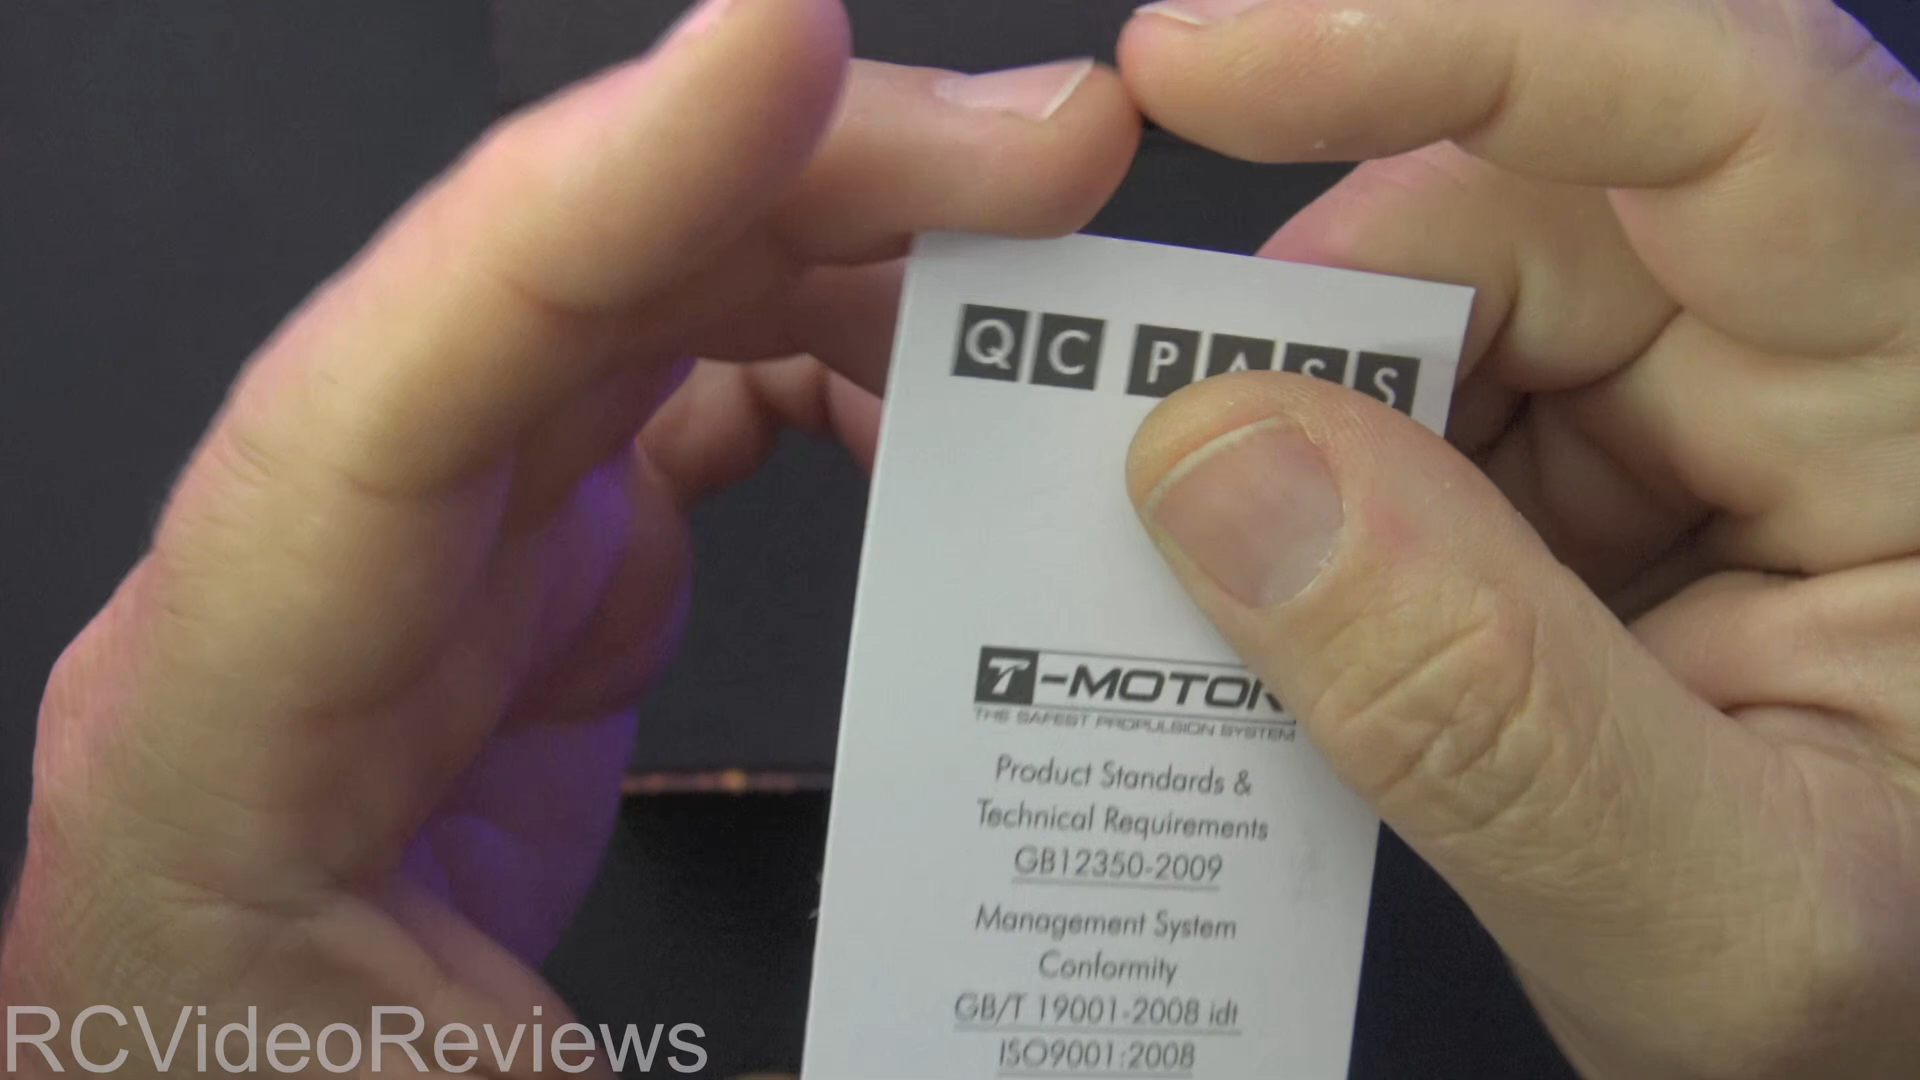 QC PASS
T-MOTOR
THE SAFEST PROPULSION SYSTEM
Product Standards &
Technical Requirements
GB12350-2009
Management System
Conformity
GB/T 19001-2008 idt
ISO9001:2008
RCVideoReviews